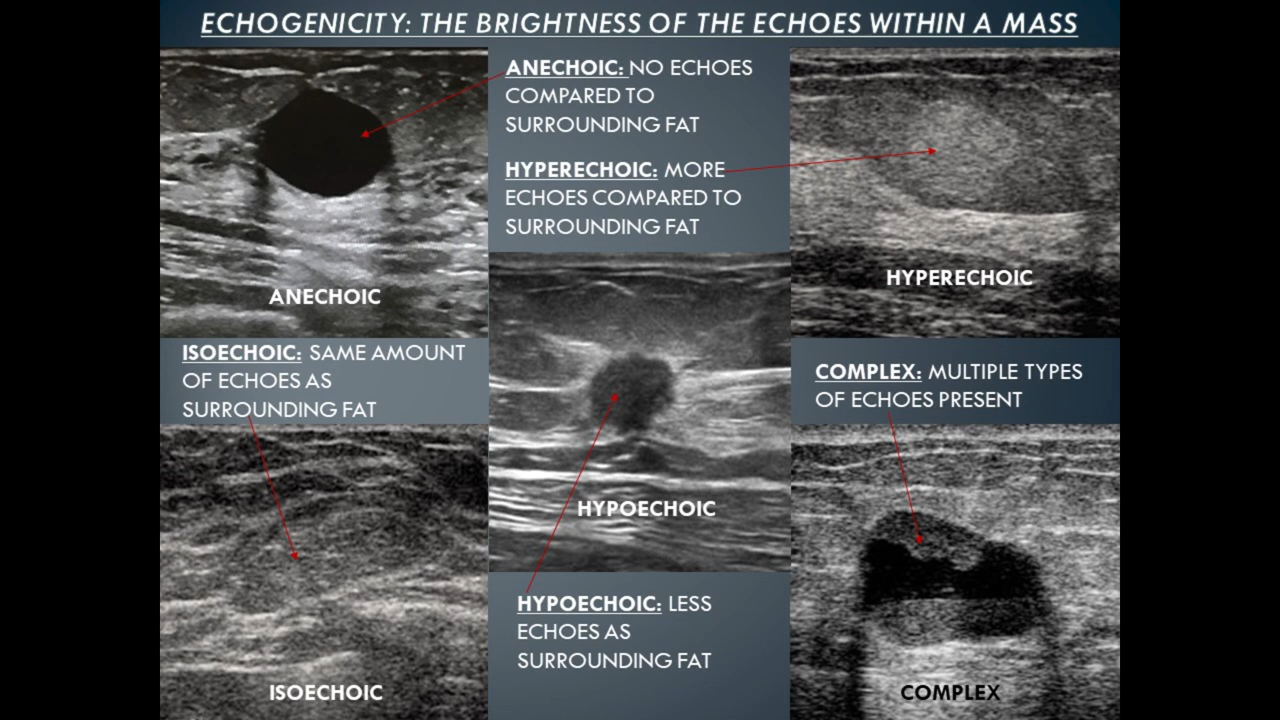 ECHOGENICITY: THE BRIGHTNESS OF THE ECHOES WITHIN A MASS
ANECHOIC: NO ECHOES
COMPARED TO
SURROUNDING FAT
HYPERECHOIC: MORE
ECHOES COMPARED TO
SURROUNDING FAT
ANECHOIC
HYPERECHOIC
ISOECHOIC: SAME AMOUNT
OF ECHOES AS
SURROUNDING FAT
COMPLEX: MULTIPLE TYPES
OF ECHOES PRESENT
HYPOECHOIC
HYPOECHOIC: LESS
ECHOES AS
SURROUNDING FAT
ISOECHOIC
COMPLEX